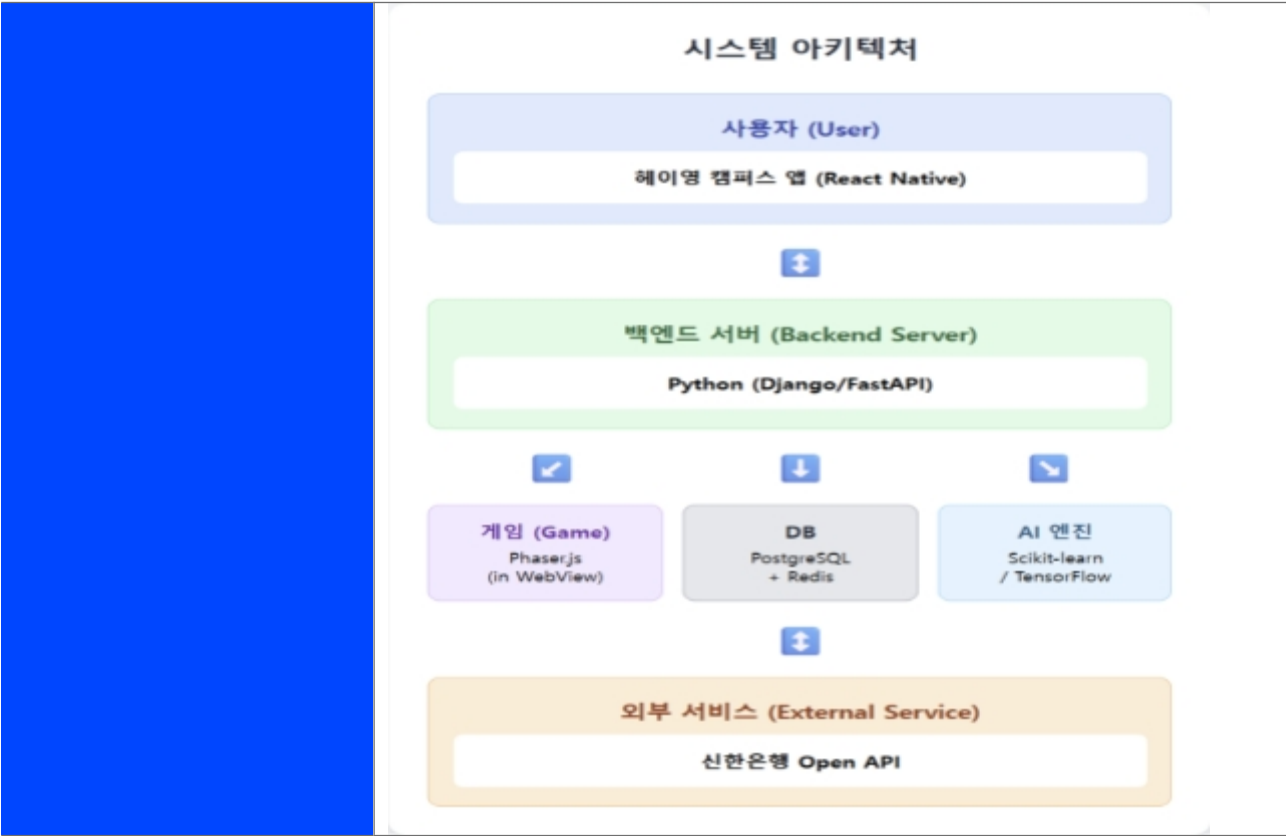 시스템 아키텍처
사용자 (User)
헤이영 캠퍼스 앱 (React Native)
백엔드 서버 (Backend Server)
Python (Django/FastAPI)
게임 (Game)
Phaser.js
(in WebView)
DB
PostgreSQL
+ Redis
AI 엔진
Scikit-learn
/ TensorFlow
외부 서비스 (External Service)
신한은행 Open API